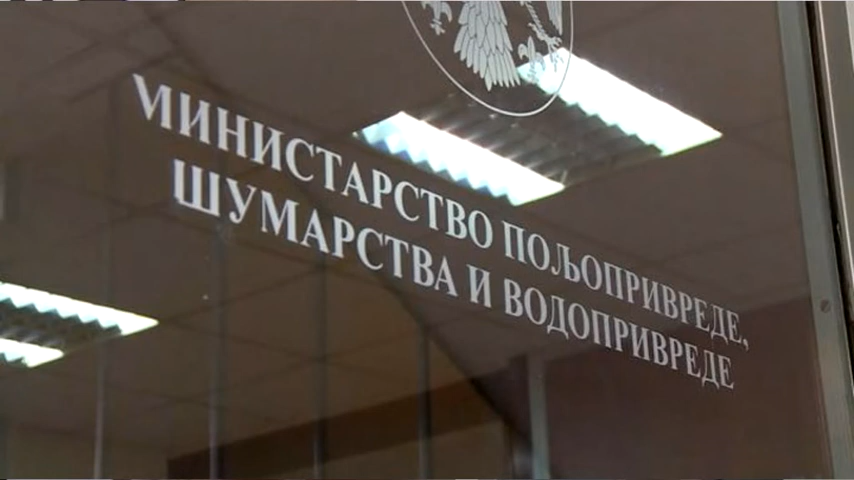 МИНИСТАРСТВО ПОЉОПРИВРЕДЕ,
ШУМАРСТВА И ВОДОПРИВРЕДЕ